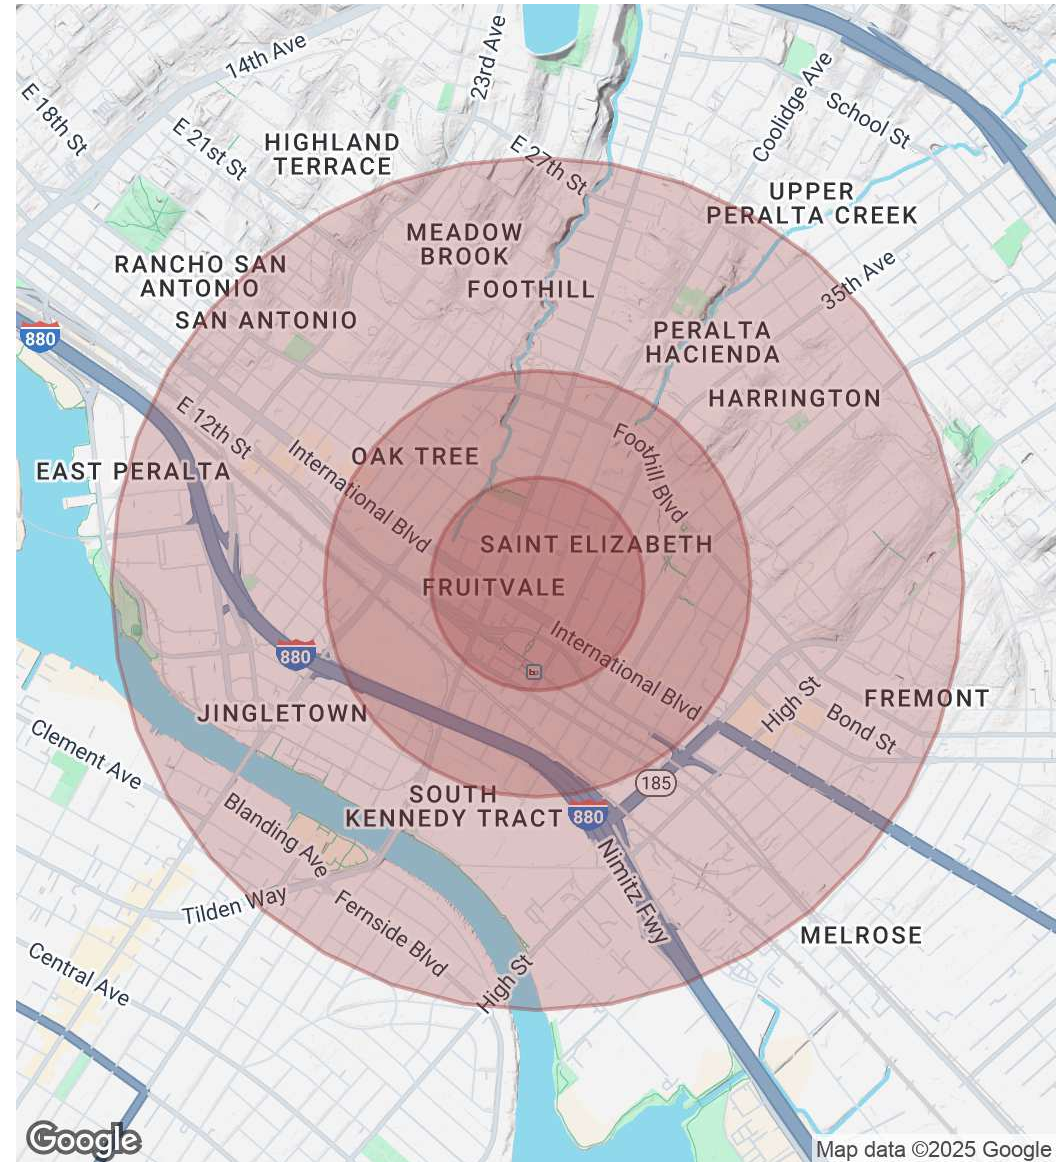 23rd Ave
14th Ave
E 18th St
E 21st St
Coolidge Ave
School St
HIGHLAND
TERRACE
E 27th St
UPPER
PERALTA CREEK
MEADOW
BROOK
FOOTHILL
RANCHO SAN
ANTONIO
SAN ANTONIO
35th Ave
880
PERALTA
HACIENDA
HARRINGTON
E 12th St
International Blvd
OAK TREE
Foothill Blvd
EAST PERALTA
SAINT ELIZABETH
FRUITVALE
International Blvd
880
JINGLETOWN
High St
FREMONT
Bond St
Clement Ave
185
SOUTH
KENNEDY TRACT
880
Blanding Ave
Nimitz Fwy
Tilden Way
Fernside Blvd
MELROSE
Central Ave
High St
Google
Map data ©2025 Google